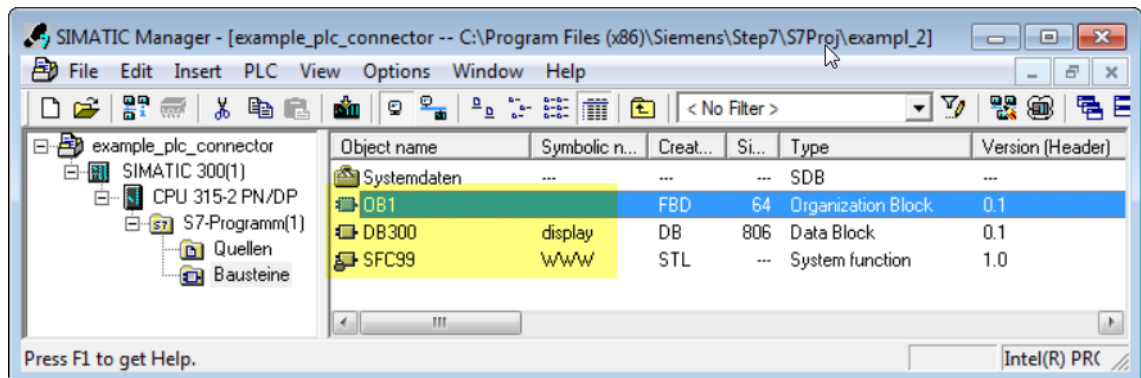 SIMATIC Manager - [example_plc_connector -- C:\Program Files (x86)\Siemens\Step7\S7Proj\exampl_2]
File Edit Insert PLC View Options Window Help
< No Filter >
example_plc_connector
SIMATIC 300(1)
CPU 315-2 PN/DP
S7-Programm(1)
Quellen
Bausteine
Object name Symbolic n... Creat... Si... Type Version (Header)
Systemdaten --- --- --- SDB ---
OB1 FBD 64 Organization Block 0.1
DB300 display DB 806 Data Block 0.1
SFC99 WWW STL --- System function 1.0
Press F1 to get Help. Intel(R) PRO